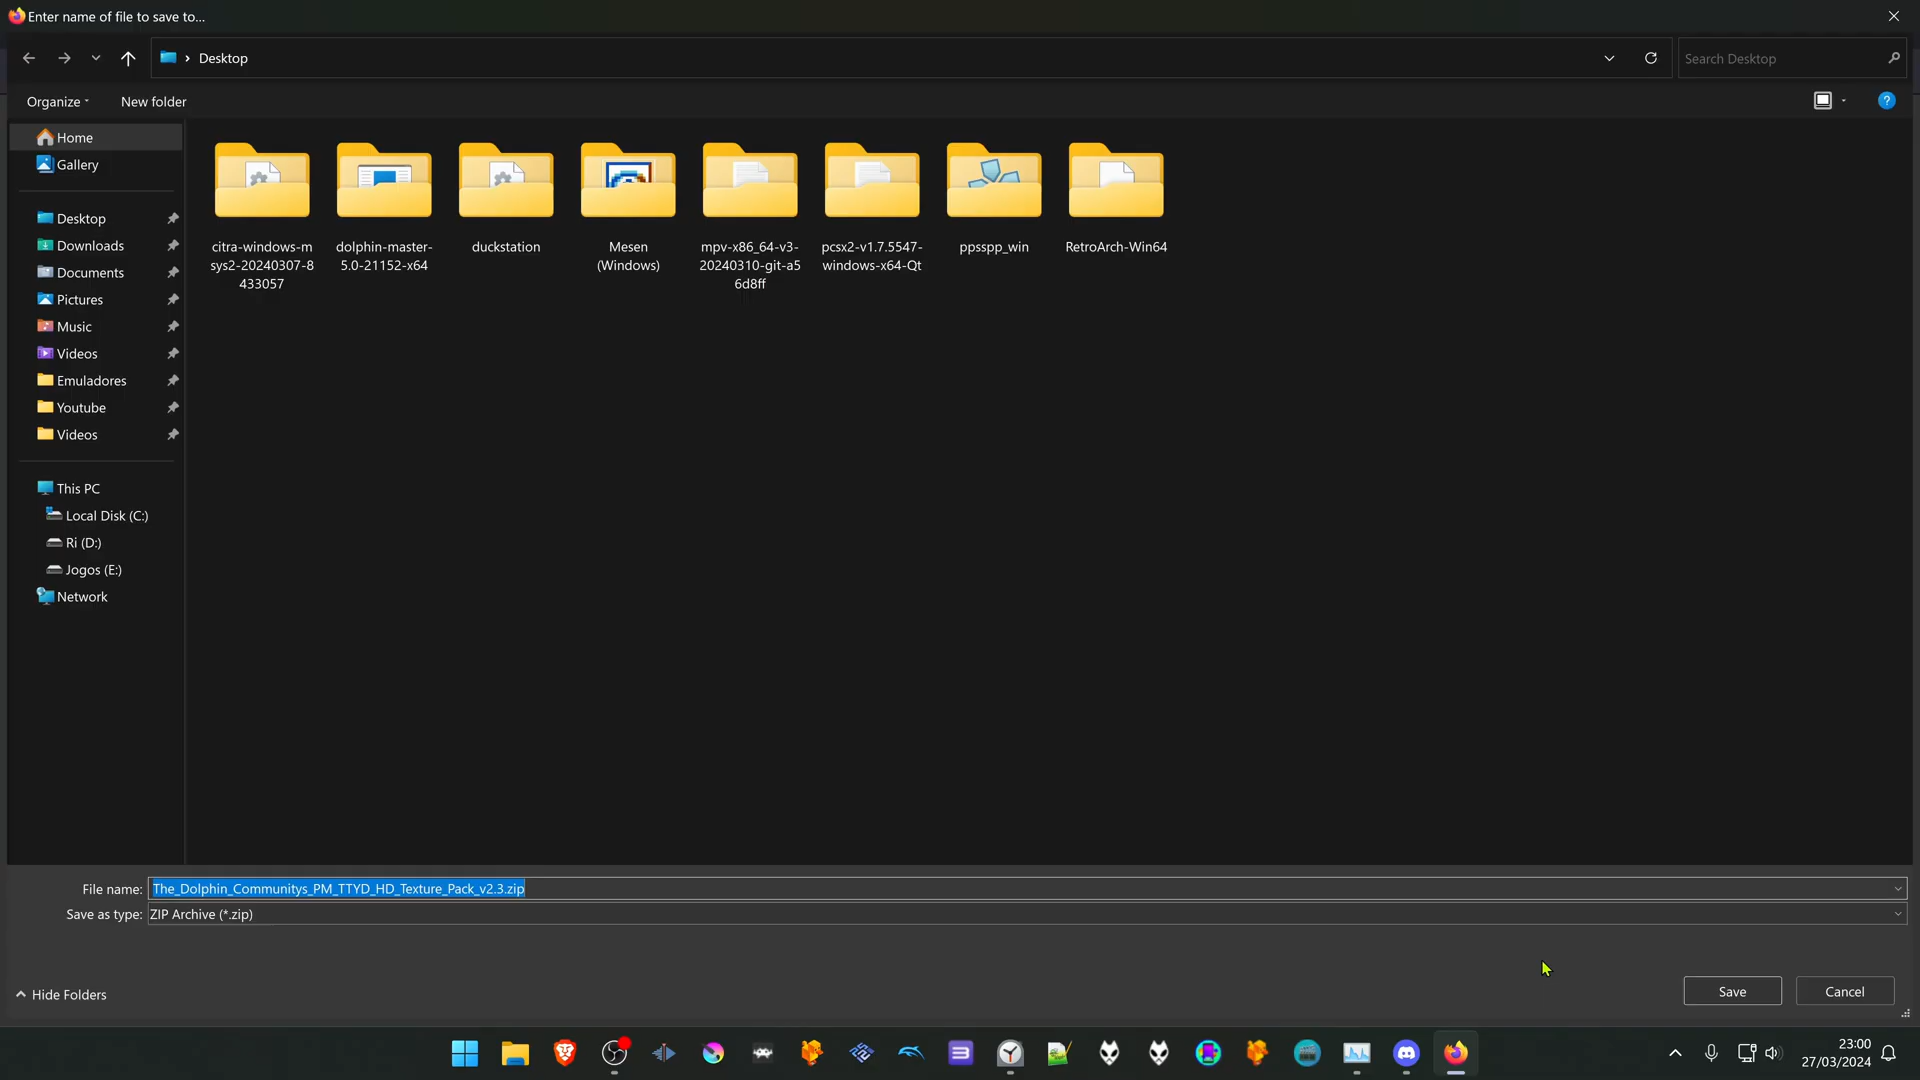 Enter name of file to save to...
Desktop
Search Desktop
Organize
New folder
Home
Gallery
Desktop
Downloads
Documents
Pictures
Music
Videos
Emuladores
Youtube
Videos
This PC
Local Disk (C:)
Ri (D:)
Jogos (E:)
Network
citra-windows-m
sys2-20240307-8
433057
dolphin-master-
5.0-21152-x64
duckstation
Mesen
(Windows)
mpv-x86_64-v3-
20240310-git-a5
6d8ff
pcsx2-v1.7.5547-
windows-x64-Qt
ppsspp_win
RetroArch-Win64
File name: The_Dolphin_Communitys_PM_TTYD_HD_Texture_Pack_v2.3.zip
Save as type: ZIP Archive (*.zip)
Hide Folders
Save
Cancel
23:00
27/03/2024